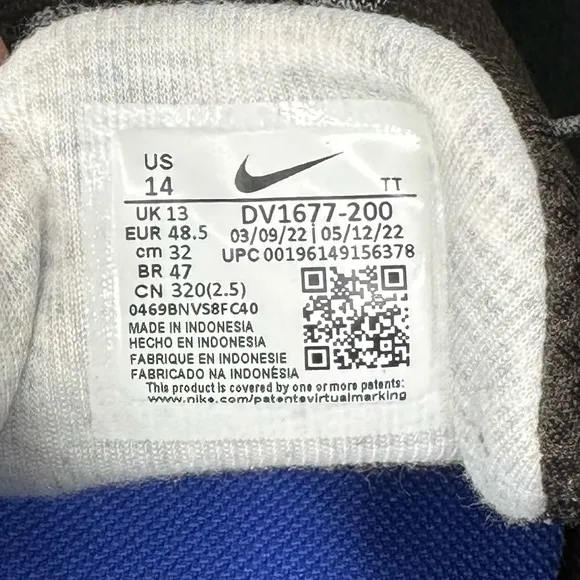 US
14
TT
UK 13
EUR 48.5
cm 32
BR 47
CN 320(2.5)
DV1677-200
03/09/22 | 05/12/22
UPC 00196149156378
0469BNVS8FC40
MADE IN INDONESIA
HECHO EN INDONESIA
FABRIQUE EN INDONESIE
FABRICADO NA INDONÉSIA
This product is covered by one or more patents:
www.nike.com/patentsvirtualmarking